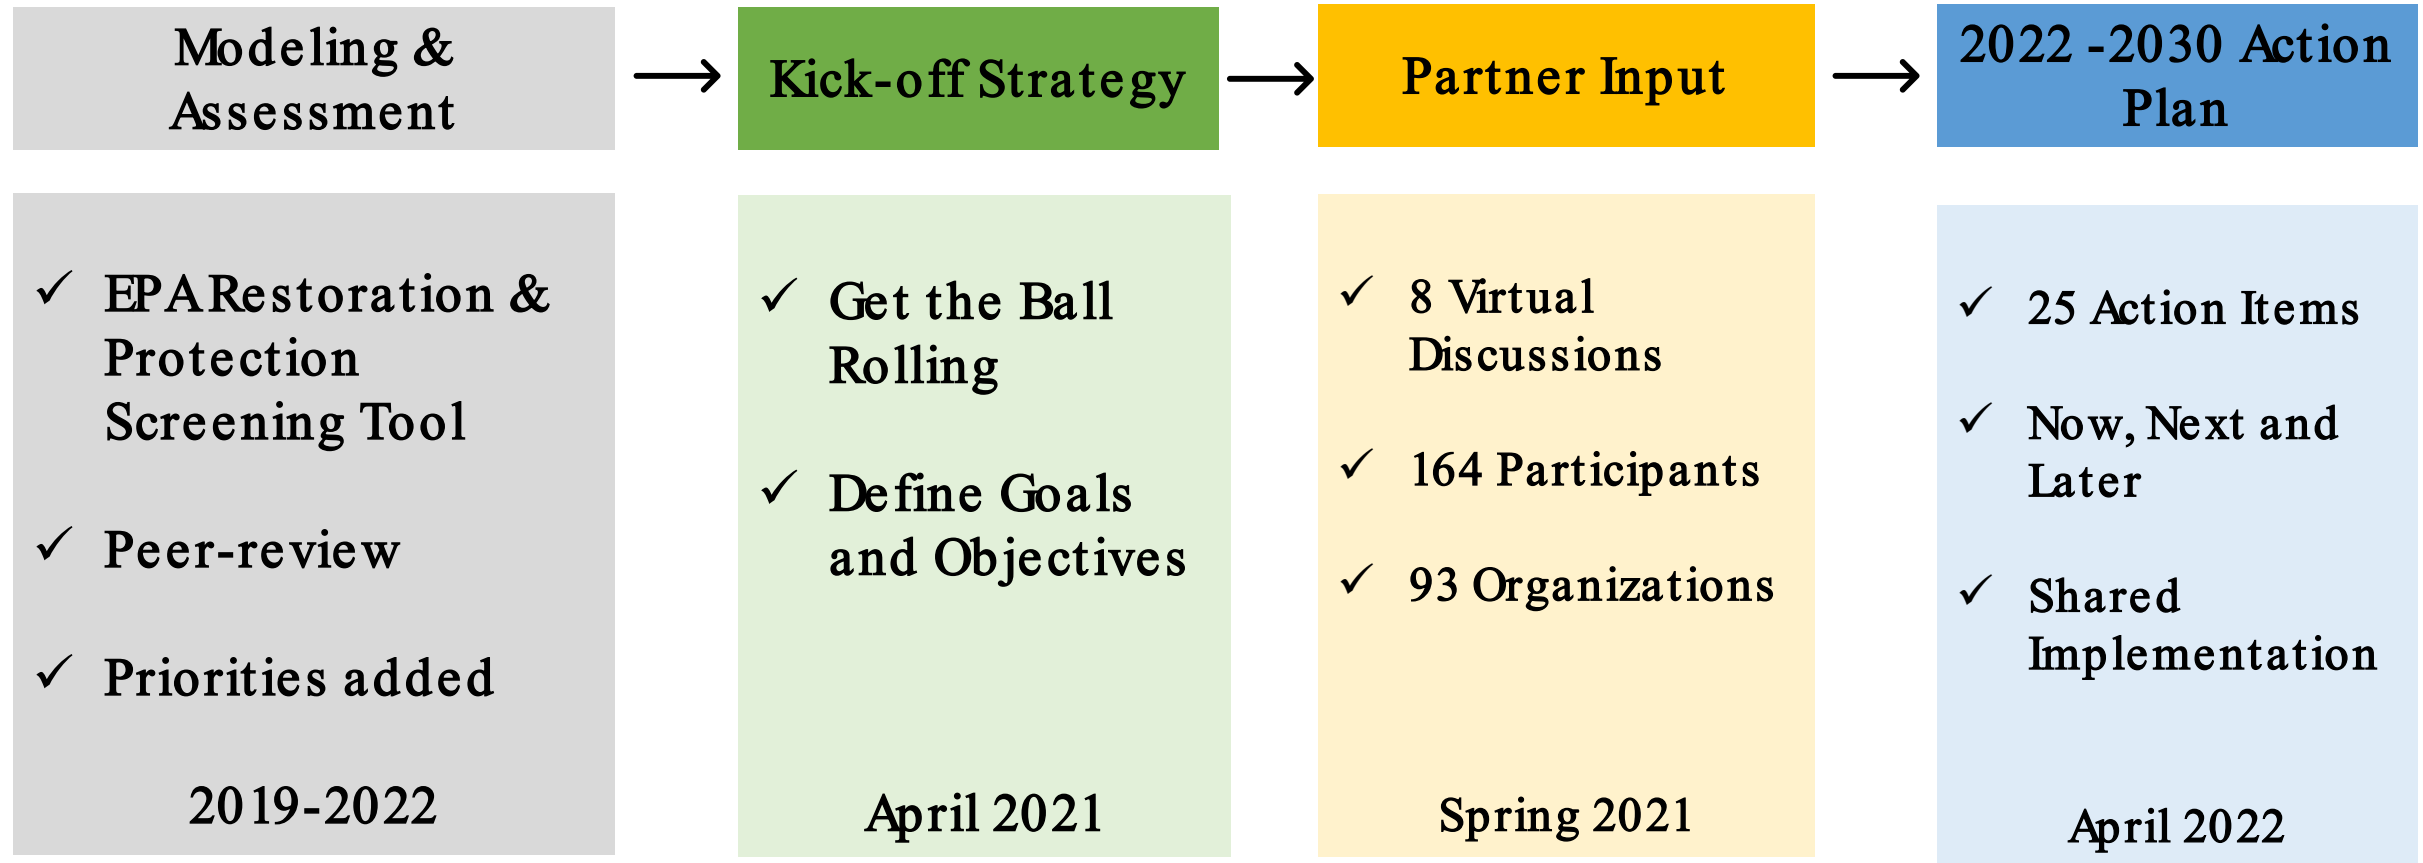 Modeling &
Assessment
Kick-off Strategy
Partner Input
2022 -2030 Action
Plan
✓ EPA Restoration &
Protection
Screening Tool
✓ Peer-review
✓ Priorities added
2019-2022
✓ Get the Ball
Rolling
✓ Define Goals
and Objectives
April 2021
✓ 8 Virtual
Discussions
✓ 164 Participants
✓ 93 Organizations
Spring 2021
✓ 25 Action Items
✓ Now, Next and
Later
✓ Shared
Implementation
April 2022